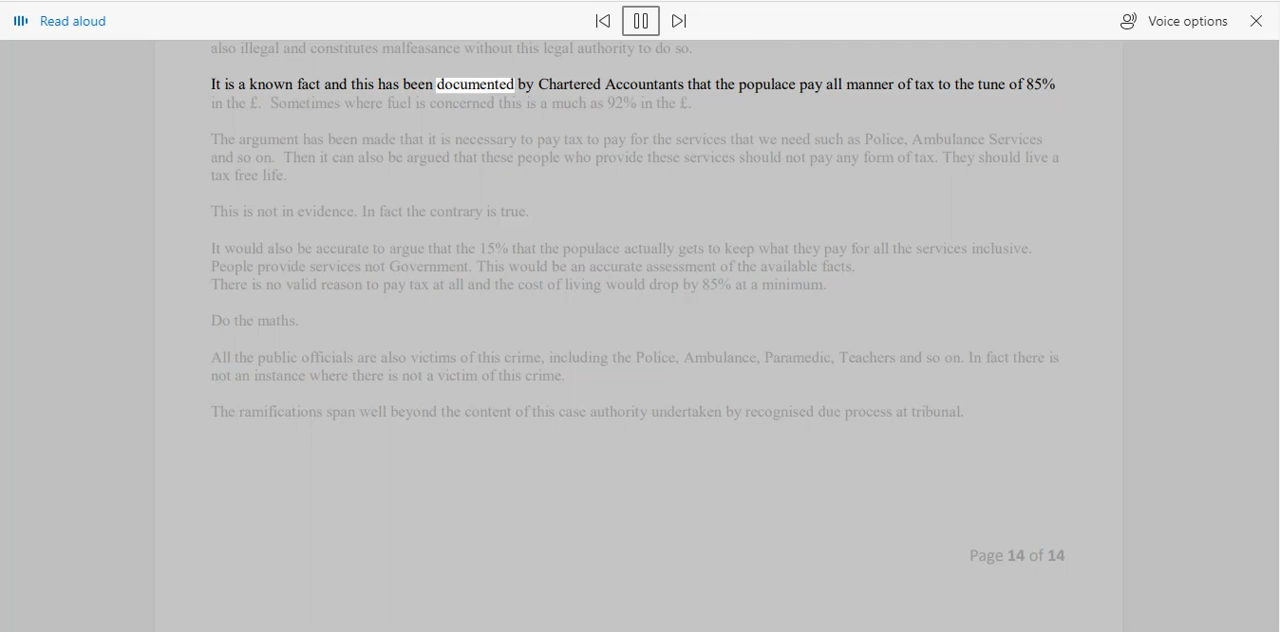 Read aloud
Voice options
also illegal and constitutes malfeasance without this legal authority to do so.
It is a known fact and this has been documented by Chartered Accountants that the populace pay all manner of tax to the tune of 85%
in the £.  Sometimes where fuel is concerned this is a much as 92% in the £.
The argument has been made that it is necessary to pay tax to pay for the services that we need such as Police, Ambulance Services
and so on.  Then it can also be argued that these people who provide these services should not pay any form of tax. They should live a
tax free life.
This is not in evidence. In fact the contrary is true.
It would also be accurate to argue that the 15% that the populace actually gets to keep what they pay for all the services inclusive.
People provide services not Government. This would be an accurate assessment of the available facts.
There is no valid reason to pay tax at all and the cost of living would drop by 85% at a minimum.
Do the maths.
All the public officials are also victims of this crime, including the Police, Ambulance, Paramedic, Teachers and so on. In fact there is
not an instance where there is not a victim of this crime.
The ramifications span well beyond the content of this case authority undertaken by recognised due process at tribunal.
Page 14 of 14